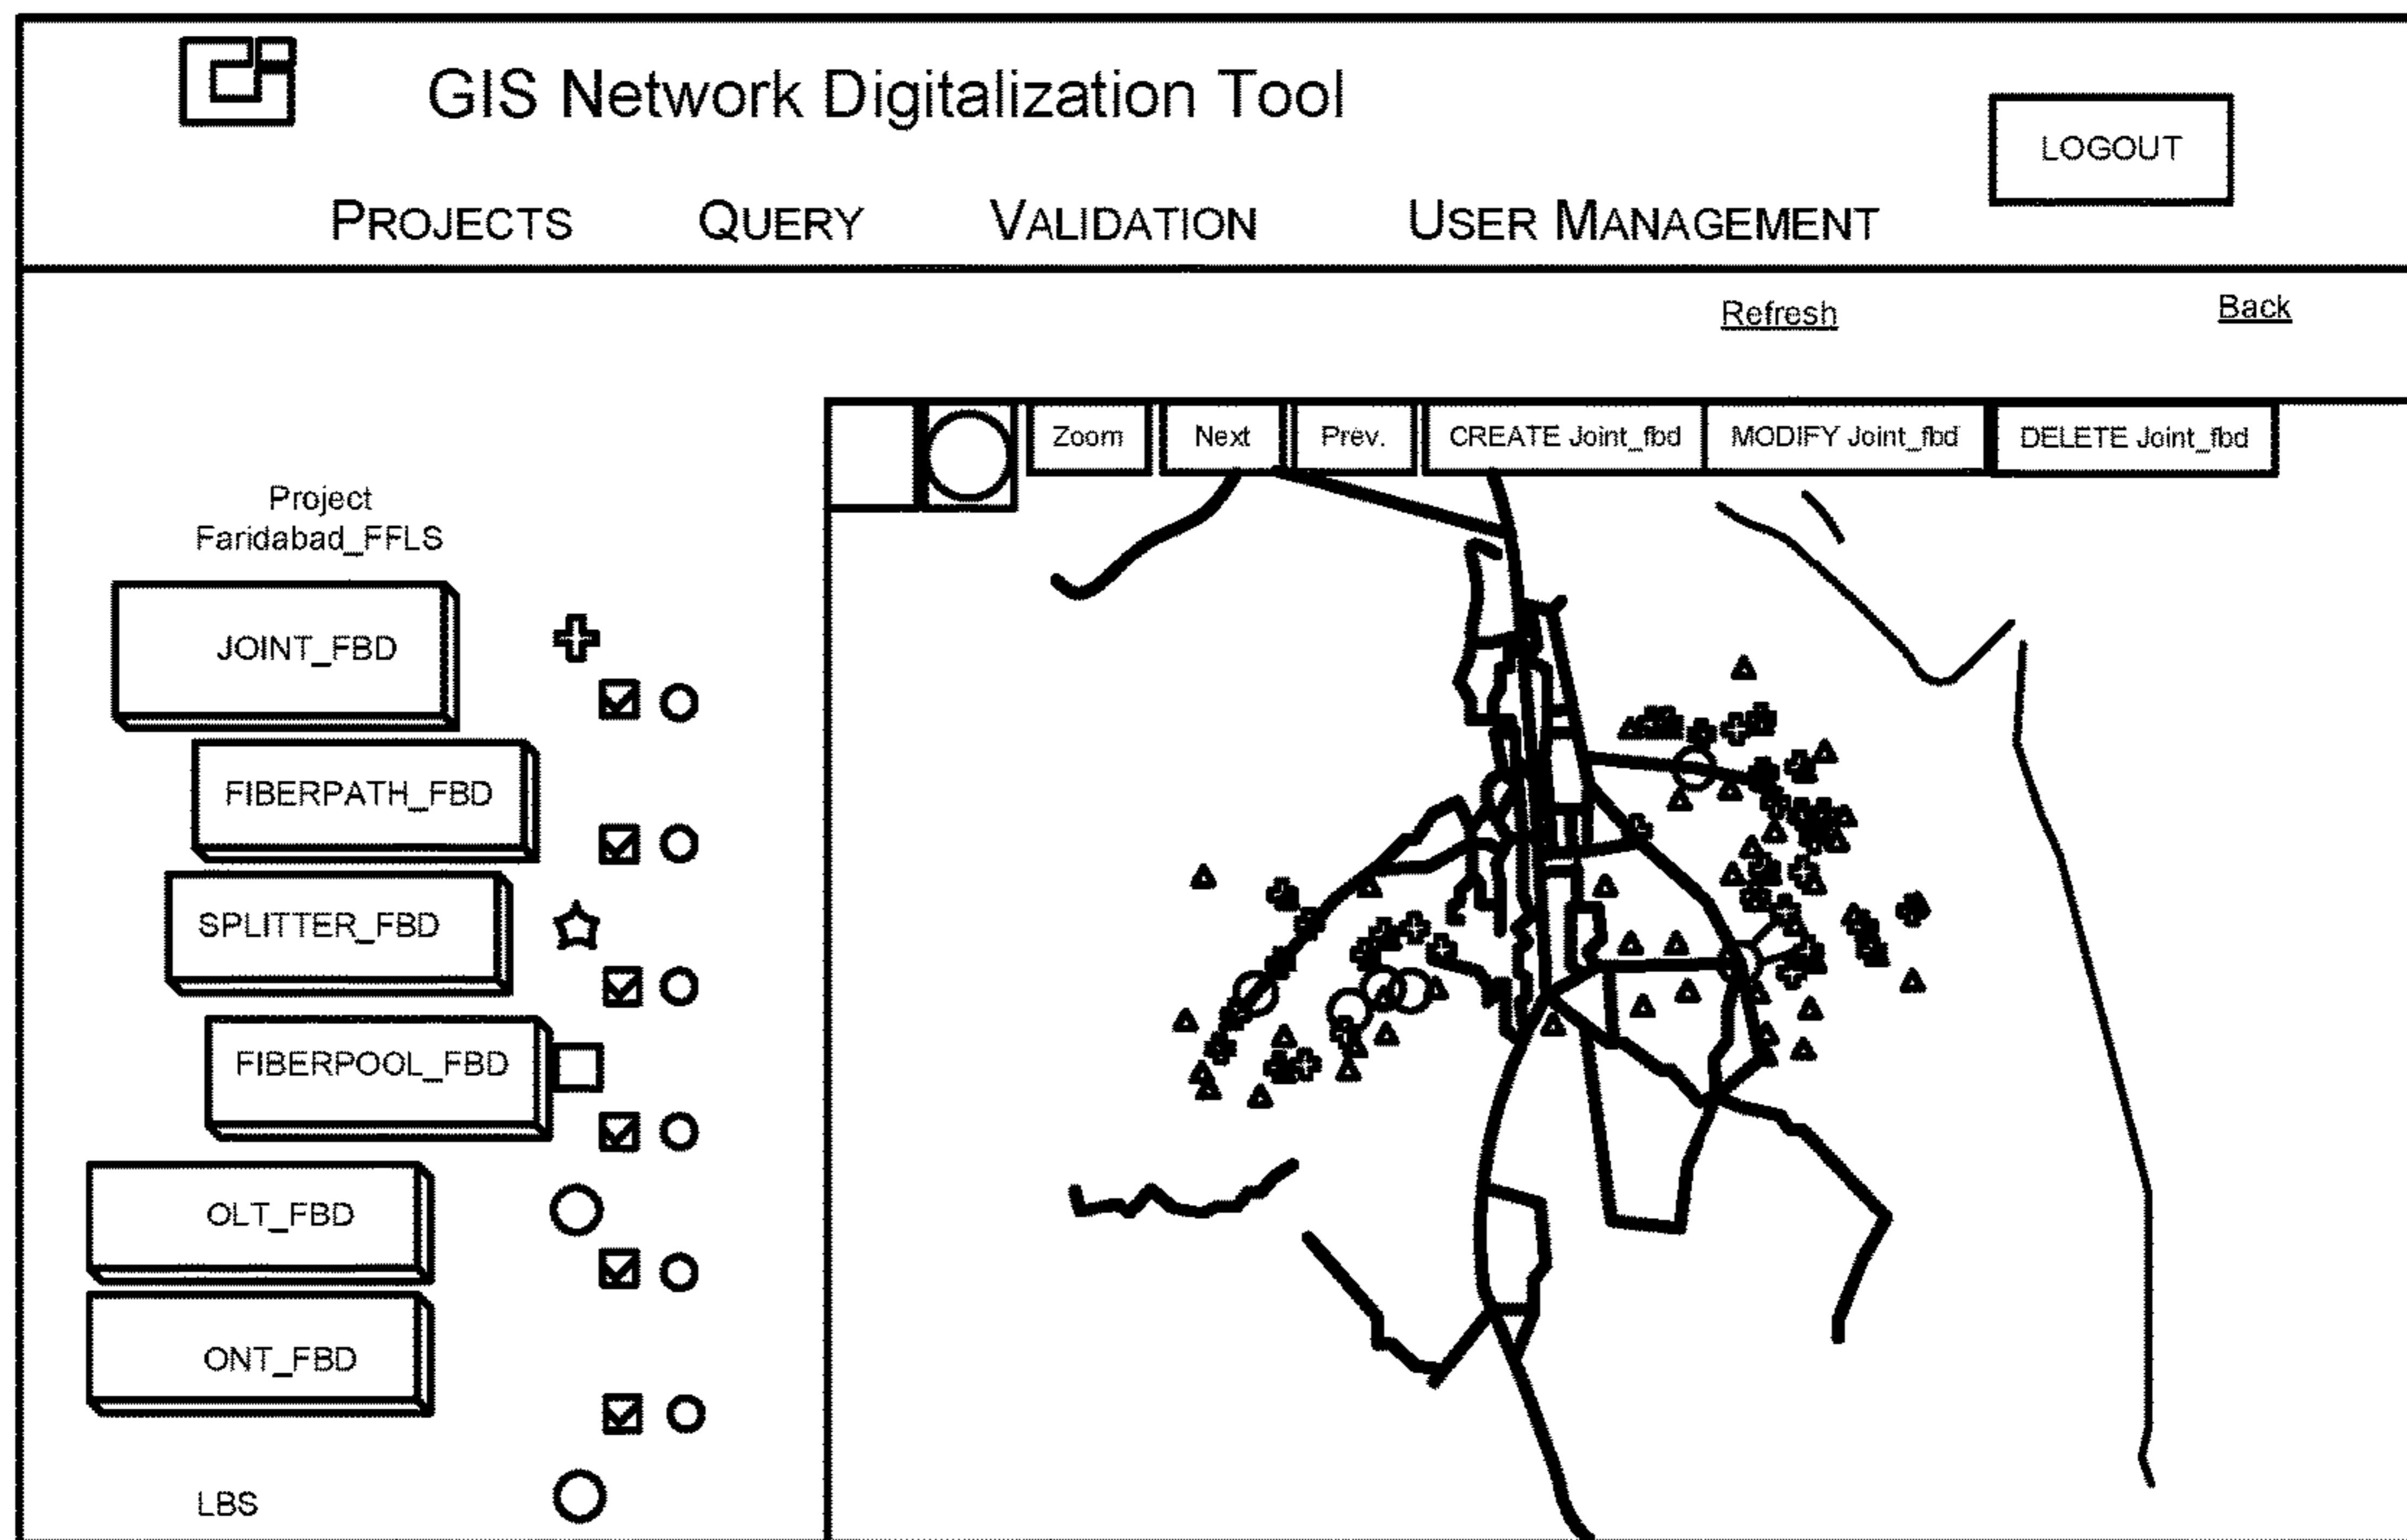 GIS Network Digitalization Tool
LOGOUT
PROJECTS QUERY VALIDATION USER MANAGEMENT
Refresh Back
Zoom Next Prev. CREATE Joint_fbd MODIFY Joint_fbd DELETE Joint_fbd
Project
Faridabad_FFLS
JOINT_FBD
FIBERPATH_FBD
SPLITTER_FBD
FIBERPOOL_FBD
OLT_FBD
ONT_FBD
LBS